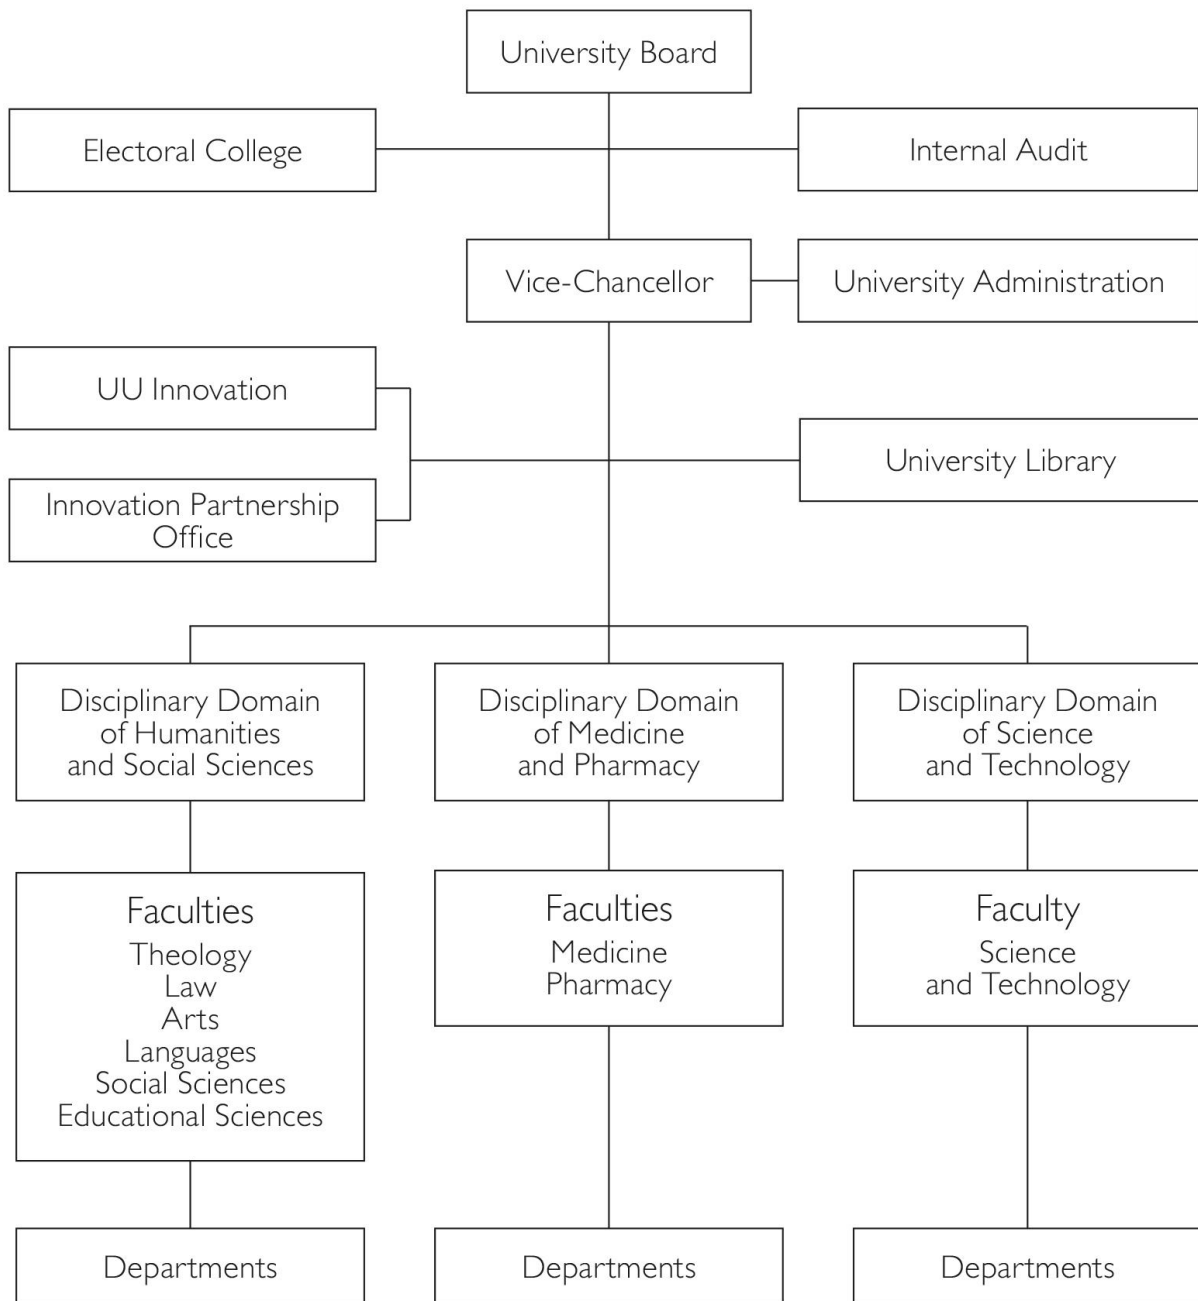 University Board
Electoral College
Internal Audit
Vice-Chancellor
University Administration
UU Innovation
University Library
Innovation Partnership
Office
Disciplinary Domain
of Humanities
and Social Sciences
Disciplinary Domain
of Medicine
and Pharmacy
Disciplinary Domain
of Science
and Technology
Faculties
Theology
Law
Arts
Languages
Social Sciences
Educational Sciences
Faculties
Medicine
Pharmacy
Faculty
Science
and Technology
Departments
Departments
Departments